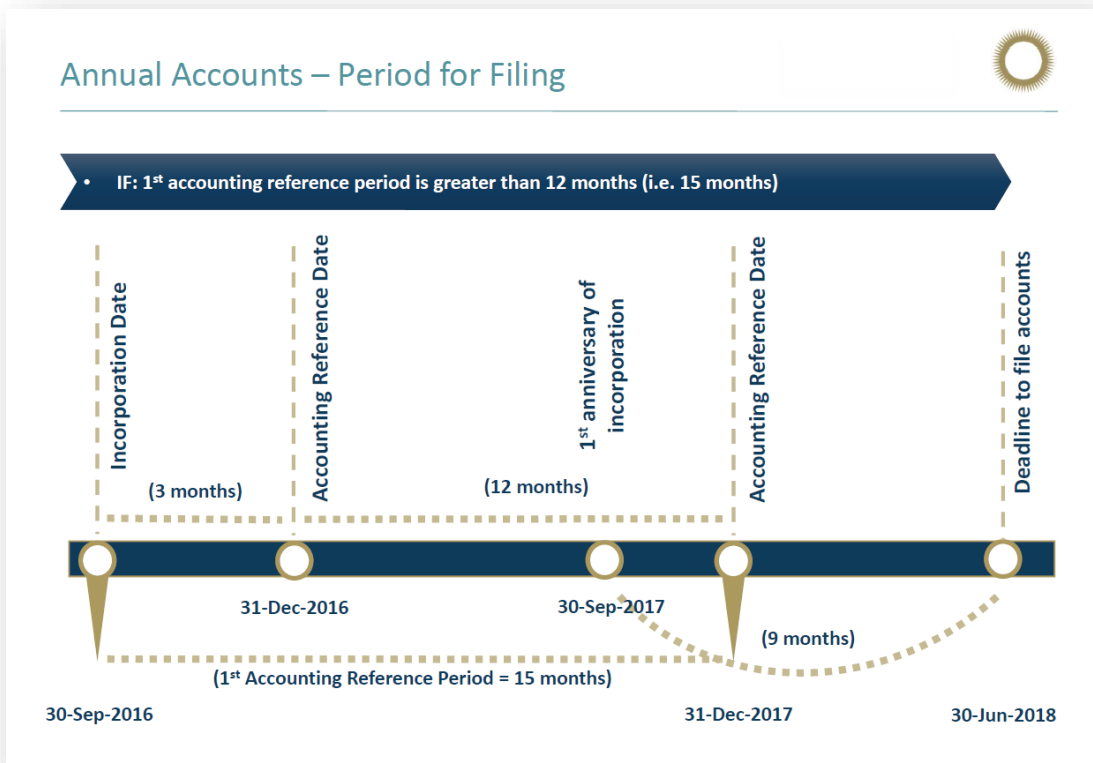 Annual Accounts – Period for Filing
• IF: 1st accounting reference period is greater than 12 months (i.e. 15 months)
Incorporation Date
Accounting Reference Date
1st anniversary of
incorporation
Accounting Reference Date
Deadline to file accounts
(3 months)
(12 months)
31-Dec-2016
30-Sep-2017
(9 months)
(1st Accounting Reference Period = 15 months)
30-Sep-2016
31-Dec-2017
30-Jun-2018